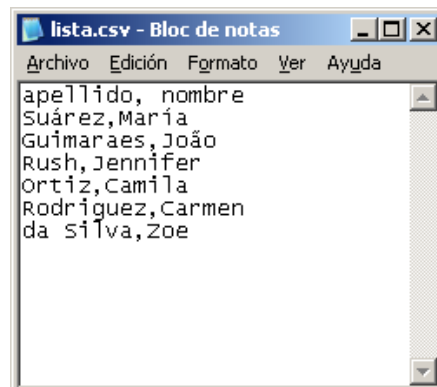 lista.csv - Bloc de notas
Archivo Edición Formato Ver Ayuda
apellido, nombre
Suárez,María
Guimaraes,João
Rush,Jennifer
Ortiz,Camila
Rodriguez,Carmen
da Silva,Zoe